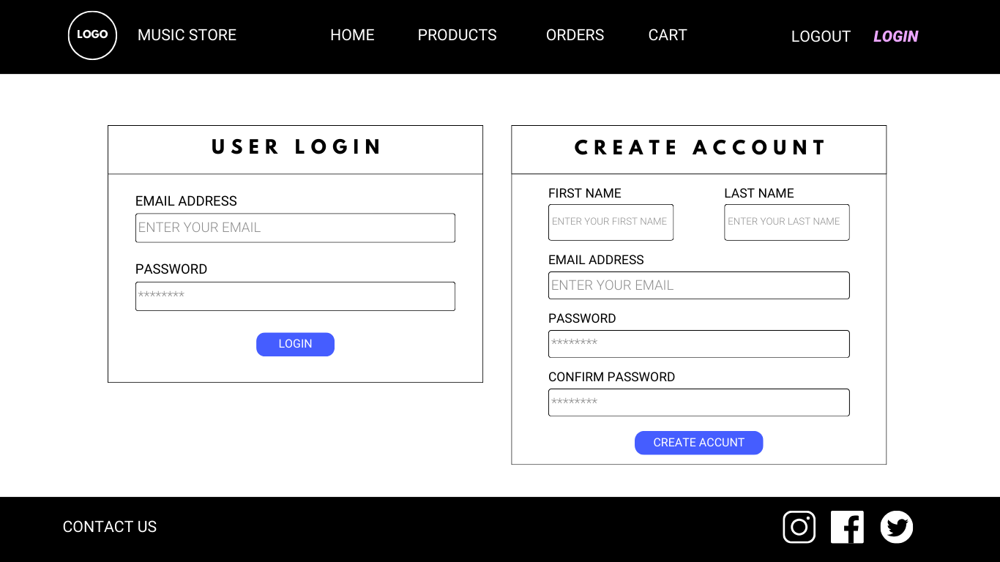 LOGO MUSIC STORE HOME PRODUCTS ORDERS CART LOGOUT LOGIN
USER LOGIN
EMAIL ADDRESS
ENTER YOUR EMAIL
PASSWORD
********
LOGIN
CREATE ACCOUNT
FIRST NAME LAST NAME
ENTER YOUR FIRST NAME ENTER YOUR LAST NAME
EMAIL ADDRESS
ENTER YOUR EMAIL
PASSWORD
********
CONFIRM PASSWORD
********
CREATE ACCUNT
CONTACT US